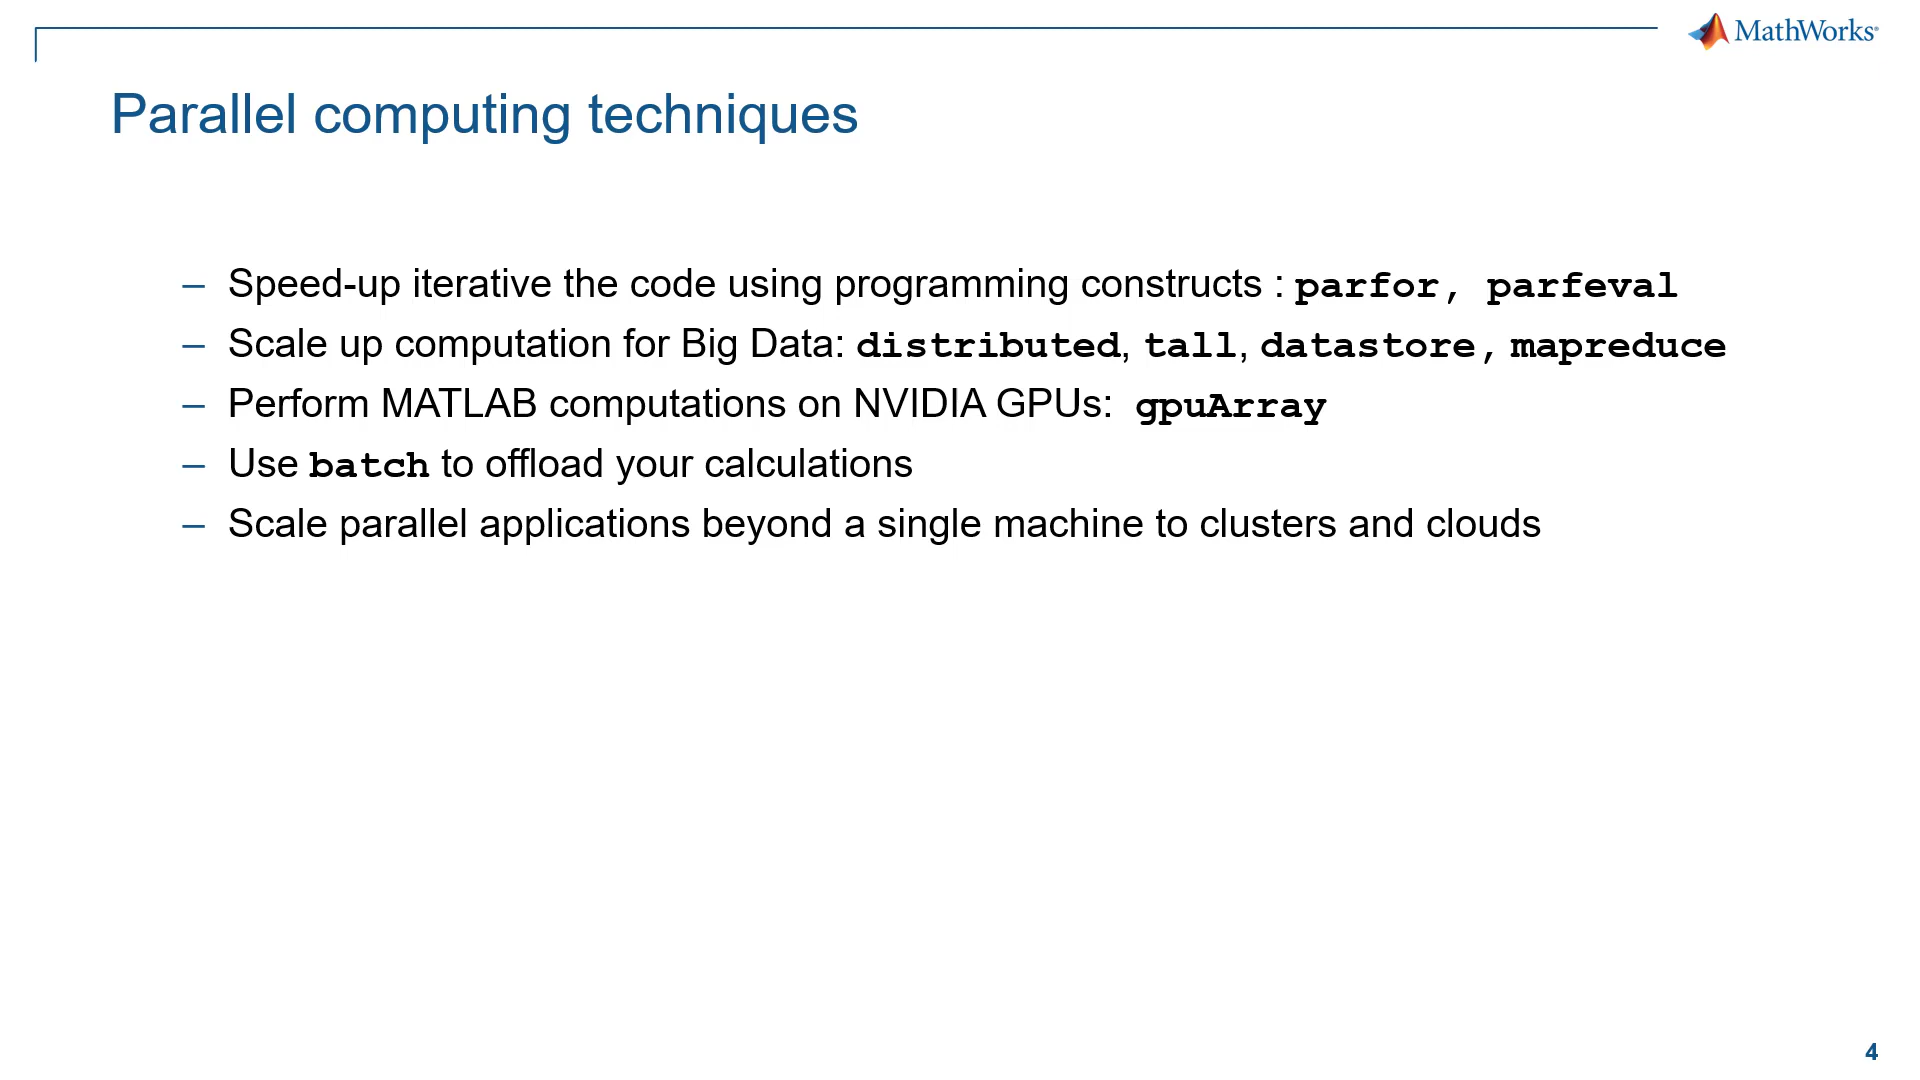 MathWorks®
Parallel computing techniques
– Speed-up iterative the code using programming constructs : parfor, parfeval
– Scale up computation for Big Data: distributed, tall, datastore, mapreduce
– Perform MATLAB computations on NVIDIA GPUs: gpuArray
– Use batch to offload your calculations
– Scale parallel applications beyond a single machine to clusters and clouds
4